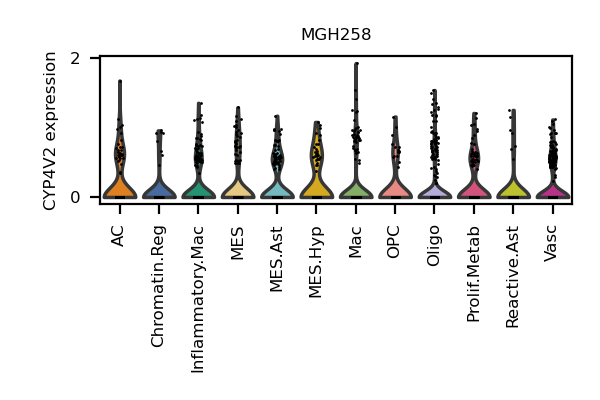 MGH258
CYP4V2 expression
2
0
AC
Chromatin.Reg
Inflammatory.Mac
MES
MES.Ast
MES.Hyp
Mac
OPC
Oligo
Prolif.Metab
Reactive.Ast
Vasc